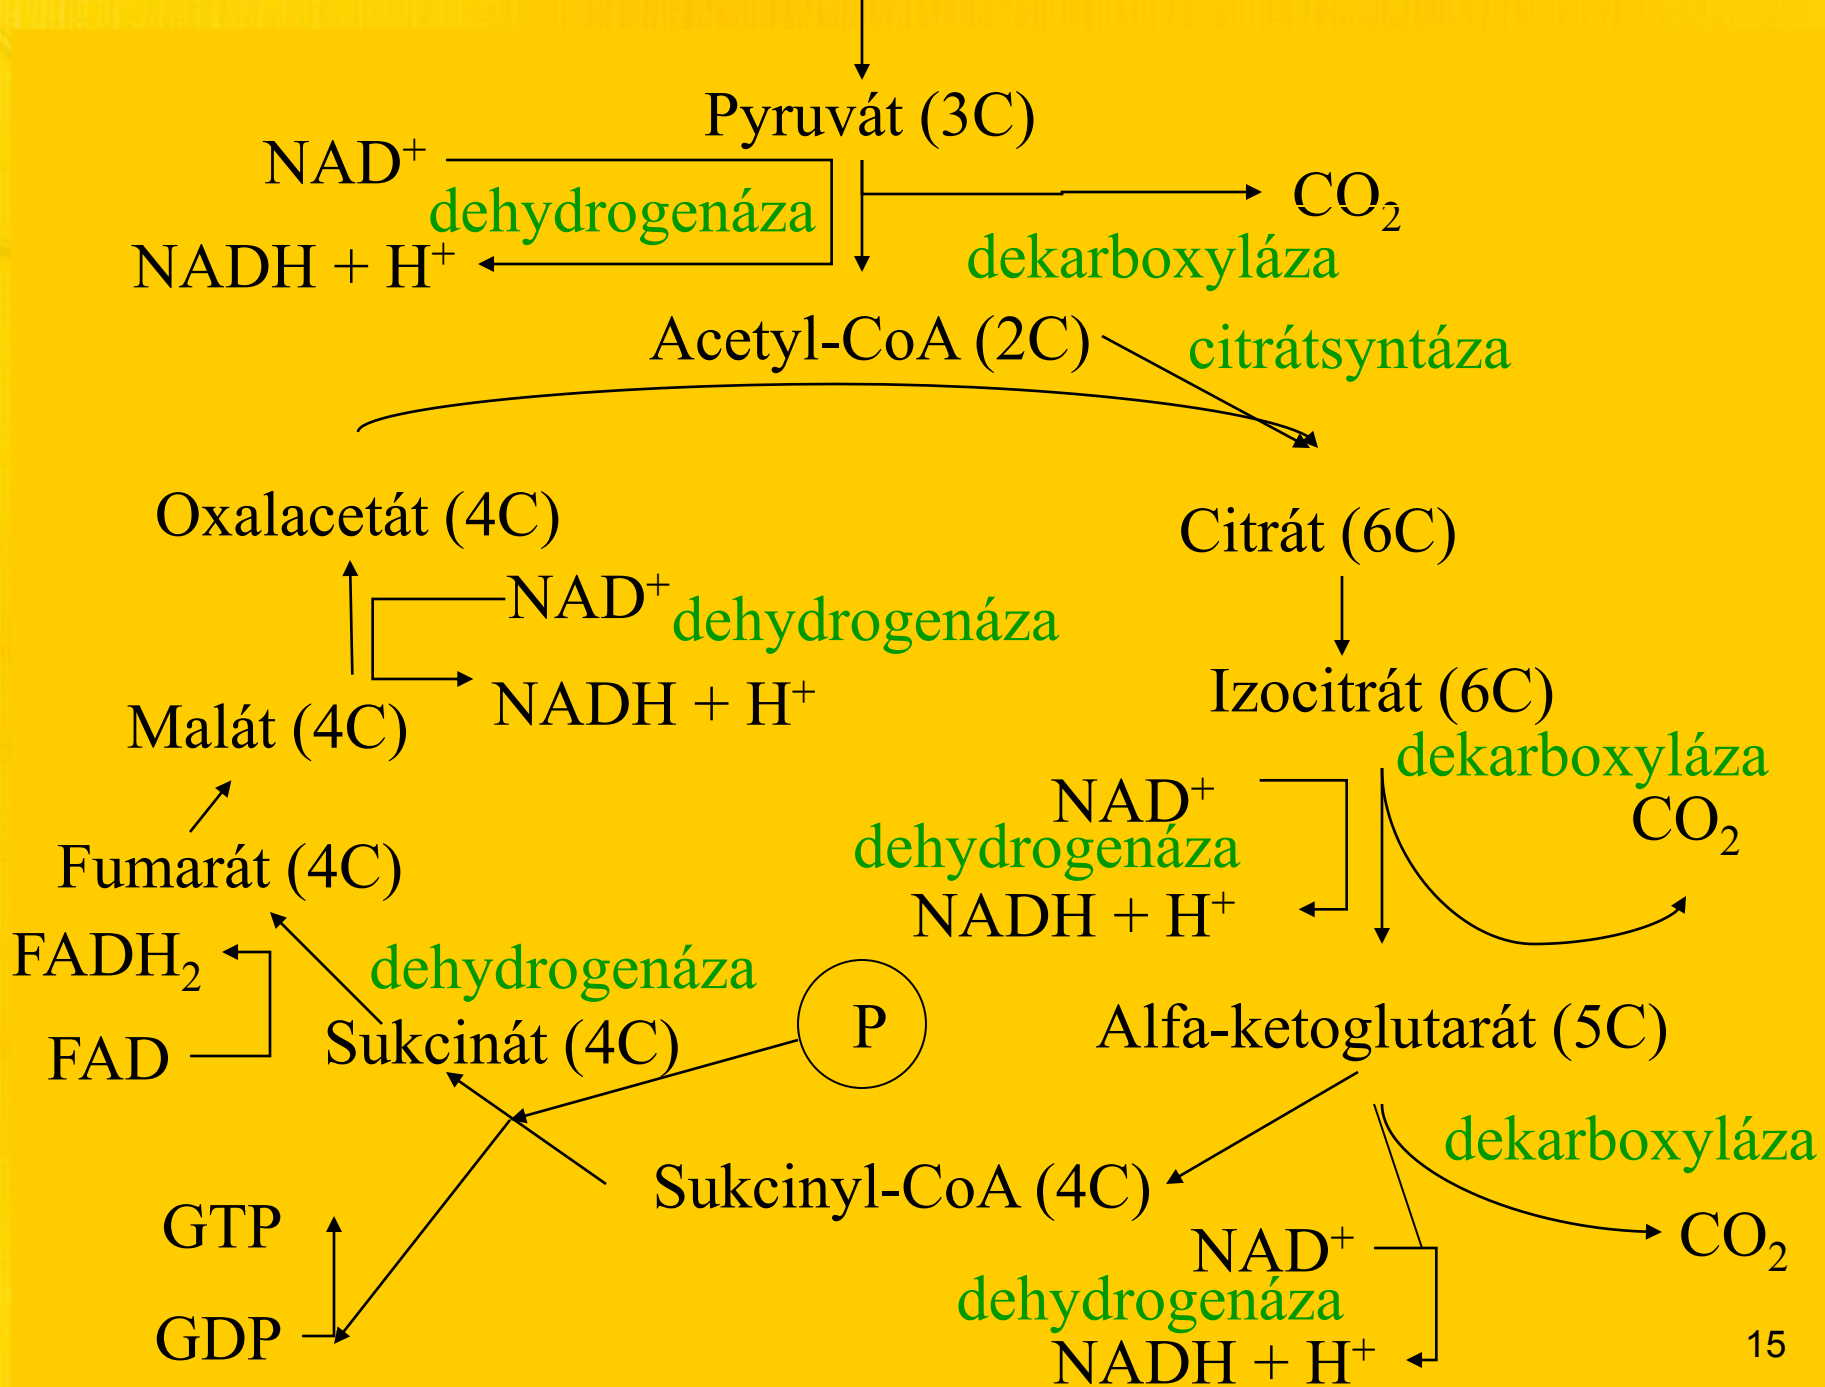 Pyruvát (3C)
NAD⁺
dehydrogenáza
CO₂
NADH + H⁺
dekarboxyláza
Acetyl-CoA (2C)
citrátsyntáza
Oxalacetát (4C)
Citrát (6C)
NAD⁺
dehydrogenáza
NADH + H⁺
Izocitrát (6C)
Malát (4C)
dekarboxyláza
NAD⁺
CO₂
dehydrogenáza
Fumarát (4C)
NADH + H⁺
FADH₂
dehydrogenáza
P
Alfa-ketoglutarát (5C)
Sukcinát (4C)
FAD
dekarboxyláza
Sukcinyl-CoA (4C)
GTP
NAD⁺
CO₂
dehydrogenáza
GDP
NADH + H⁺
15